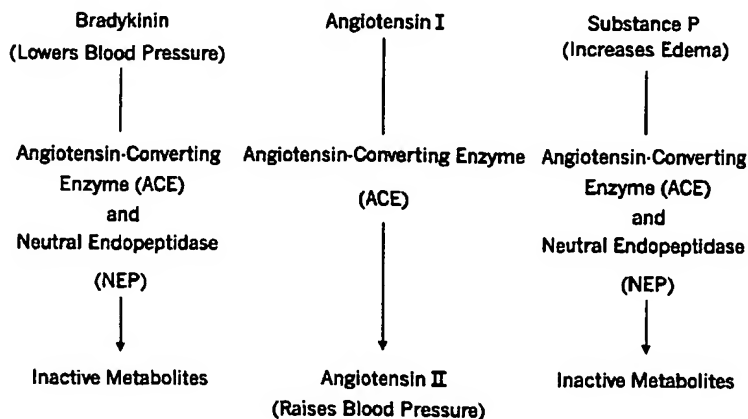 Bradykinin
(Lowers Blood Pressure)
Angiotensin-Converting
Enzyme (ACE)
and
Neutral Endopeptidase
(NEP)
Inactive Metabolites
Angiotensin I
Angiotensin-Converting Enzyme
(ACE)
Angiotensin II
(Raises Blood Pressure)
Substance P
(Increases Edema)
Angiotensin-Converting
Enzyme (ACE)
and
Neutral Endopeptidase
(NEP)
Inactive Metabolites